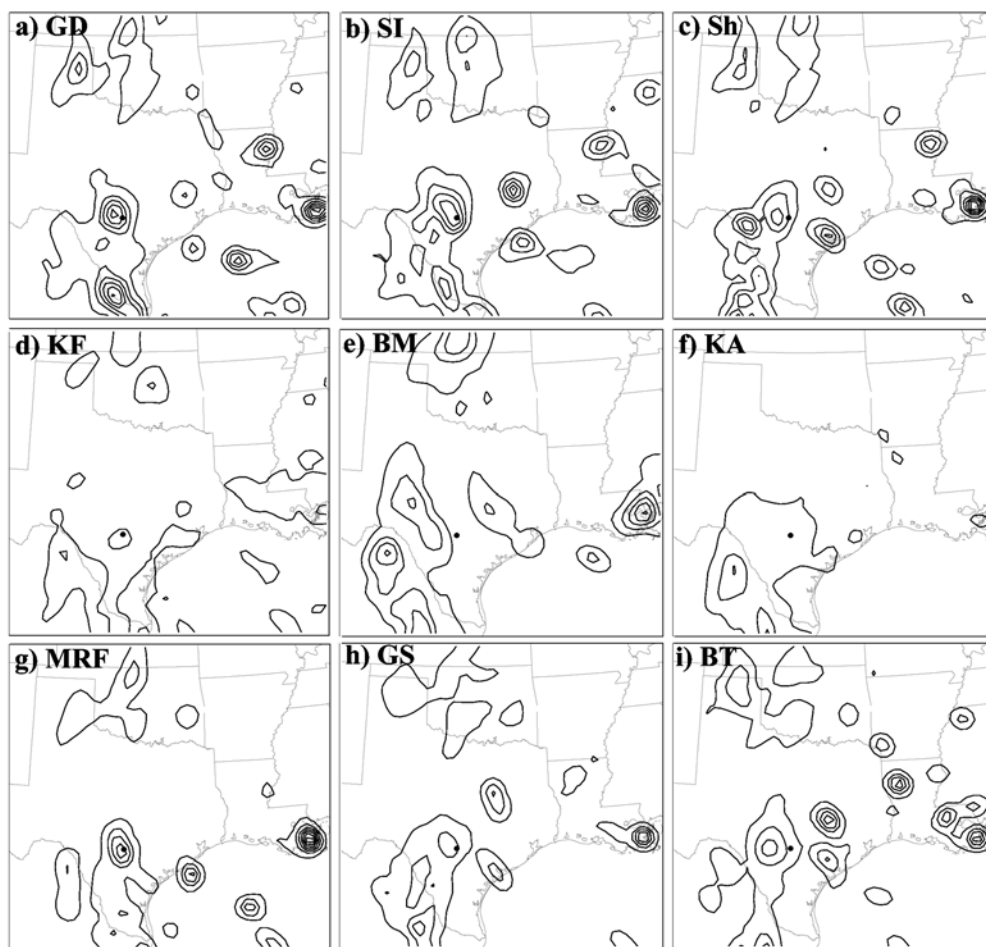 a) GD
b) SI
c) Sh
d) KF
e) BM
f) KA
g) MRF
h) GS
i) BT